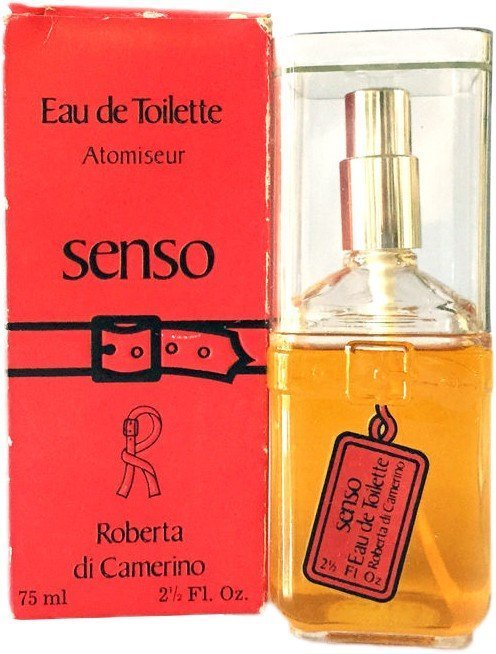 Eau de Toilette
Atomiseur
senso
R
Roberta
di Camerino
75 ml 2½ Fl. Oz.
senso
Eau de Toilette
Roberta di Camerino
2½ Fl Oz